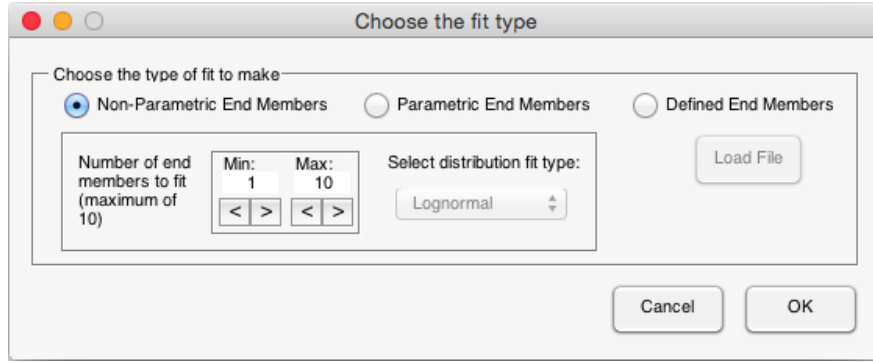 Choose the fit type
Choose the type of fit to make
Non-Parametric End Members
Parametric End Members
Defined End Members
Number of end
members to fit
(maximum of
10)
Min:
Max:
1
10
< > < >
Select distribution fit type:
Lognormal
Load File
Cancel
OK